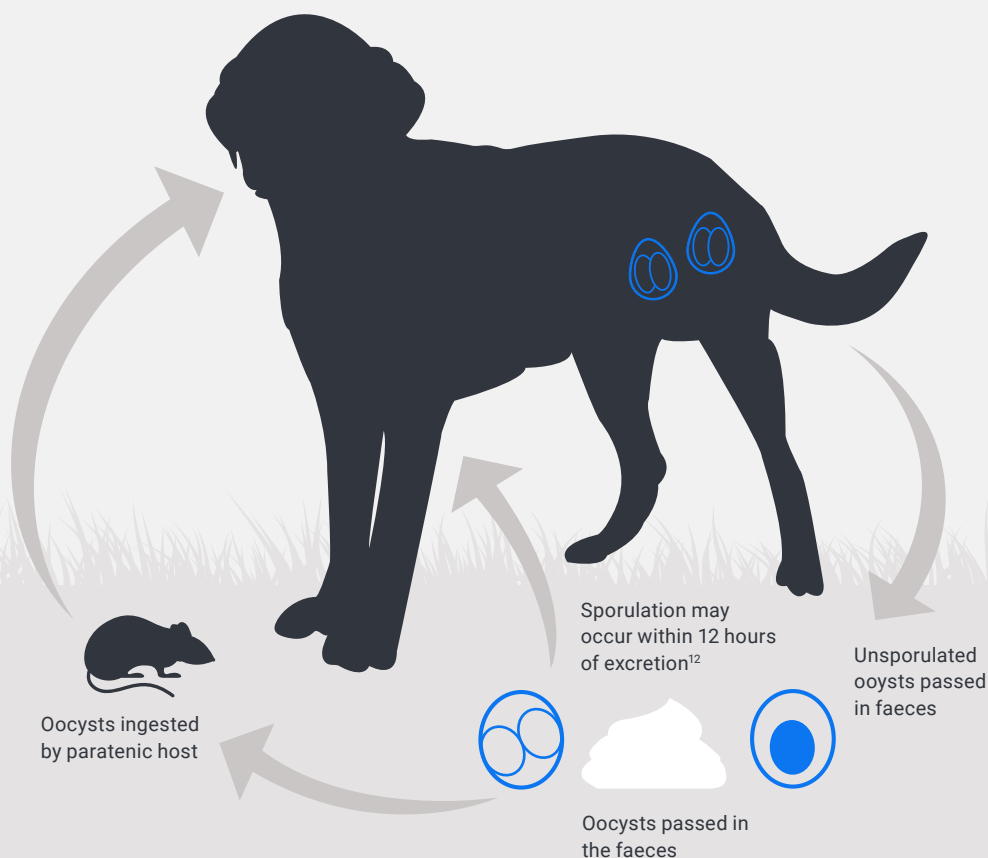 Sporulation may
occur within 12 hours
of excretion¹²
Unsporulated
ooysts passed
in faeces
Oocysts ingested
by paratenic host
Oocysts passed in
the faeces